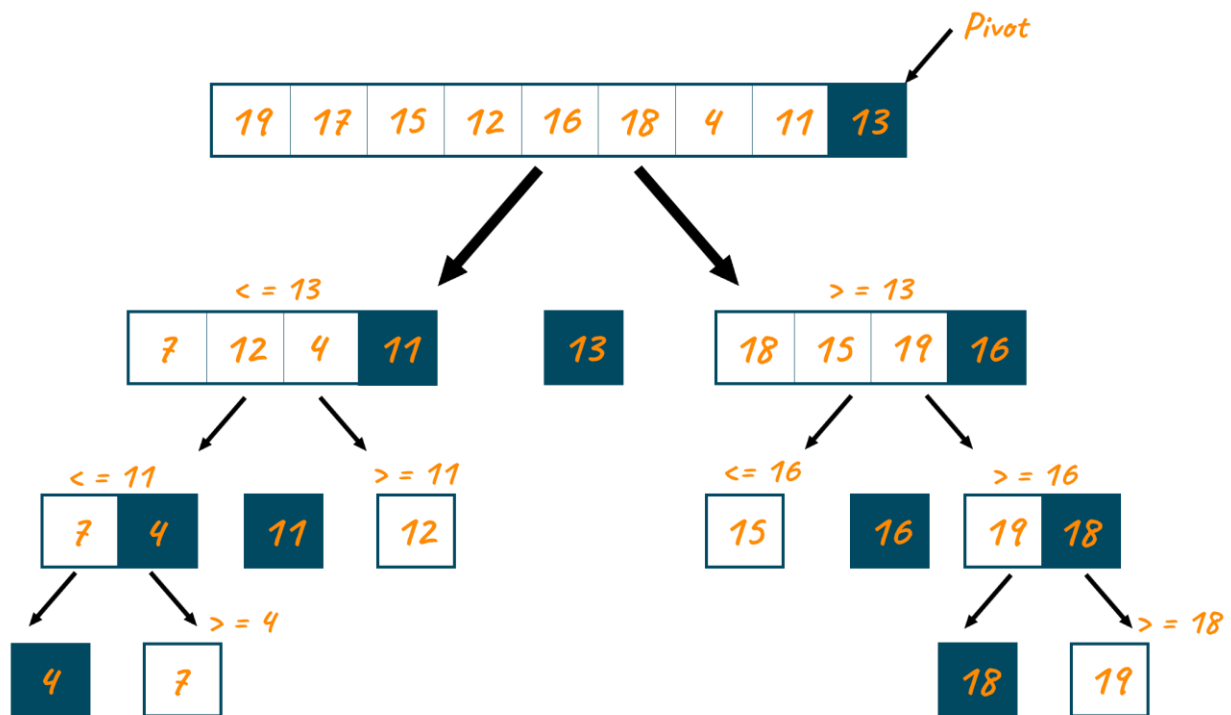 Pivot
19 17 15 12 16 18 4 11 13
< = 13
> = 13
7 12 4 11
13
18 15 19 16
< = 11
> = 11
<= 16
> = 16
7 4
11
12
15
16
19 18
> = 4
> = 18
4
7
18
19